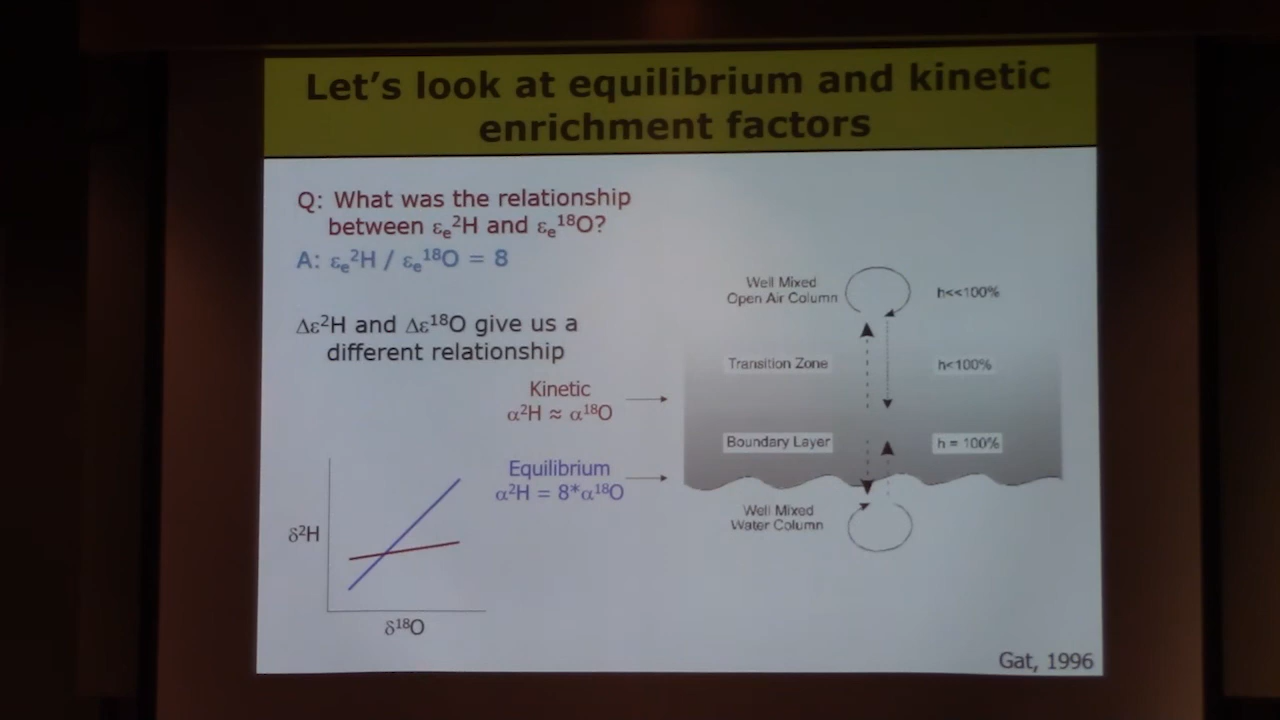 Let's look at equilibrium and kinetic
enrichment factors
Q: What was the relationship
between εe²H and εe¹⁸O?
A: εe²H / εe¹⁸O = 8
Δε²H and Δε¹⁸O give us a
different relationship
Kinetic
α²H ≈ α¹⁸O
Equilibrium
α²H = 8*α¹⁸O
δ²H
δ¹⁸O
Well Mixed
Open Air Column
h<<100%
Transition Zone
h<100%
Boundary Layer
h = 100%
Well Mixed
Water Column
Gat, 1996